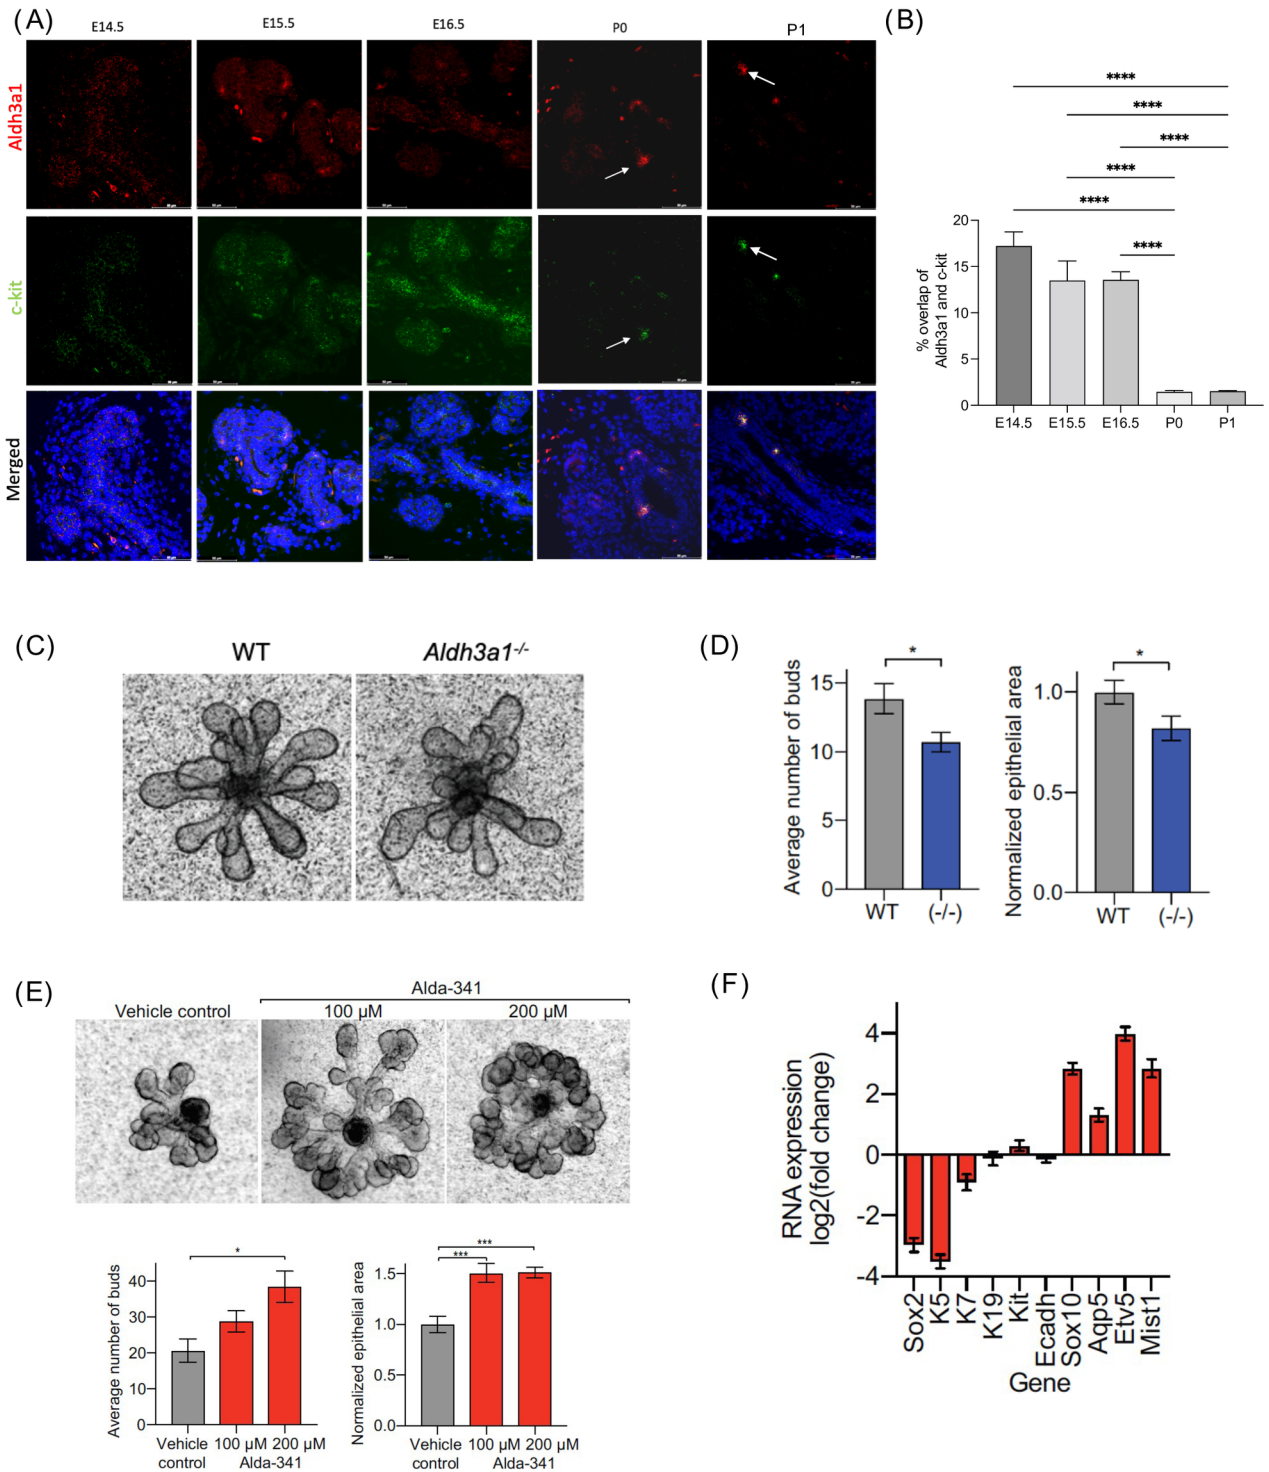 (A)
E14.5
E15.5
E16.5
P0
P1
Aldh3a1
c-kit
Merged
(B)
****
****
****
****
****
****
20
15
10
5
0
% overlap of
Aldh3a1 and c-kit
E14.5
E15.5
E16.5
P0
P1
(C)
WT
Aldh3a1-/-
(D)
*
15
10
5
0
Average number of buds
WT
(-/-)
*
1.0
0.5
0.0
Normalized epithelial area
WT
(-/-)
(E)
Alda-341
Vehicle control
100 µM
200 µM
*
40
30
20
10
0
Average number of buds
Vehicle
control
100 µM 200 µM
Alda-341
***
***
1.5
1.0
0.5
0.0
Normalized epithelial area
Vehicle
control
100 µM 200 µM
Alda-341
(F)
4
2
0
-2
-4
RNA expression
log2(fold change)
Sox2
K5
K7
K19
Kit
Ecadh
Sox10
Aqp5
Etv5
Mist1
Gene